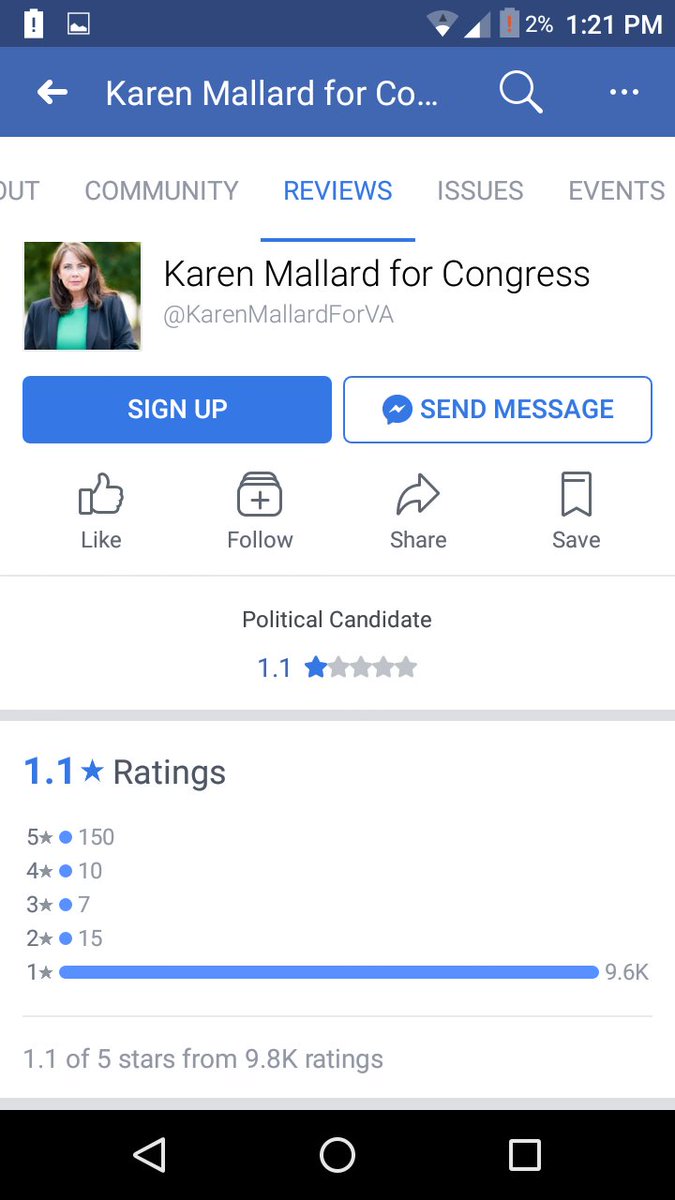 2% 1:21 PM
Karen Mallard for Co...
OUT COMMUNITY REVIEWS ISSUES EVENTS
Karen Mallard for Congress
@KarenMallardForVA
SIGN UP SEND MESSAGE
Like Follow Share Save
Political Candidate
1.1
1.1★ Ratings
5★ 150
4★ 10
3★ 7
2★ 15
1★ 9.6K
1.1 of 5 stars from 9.8K ratings